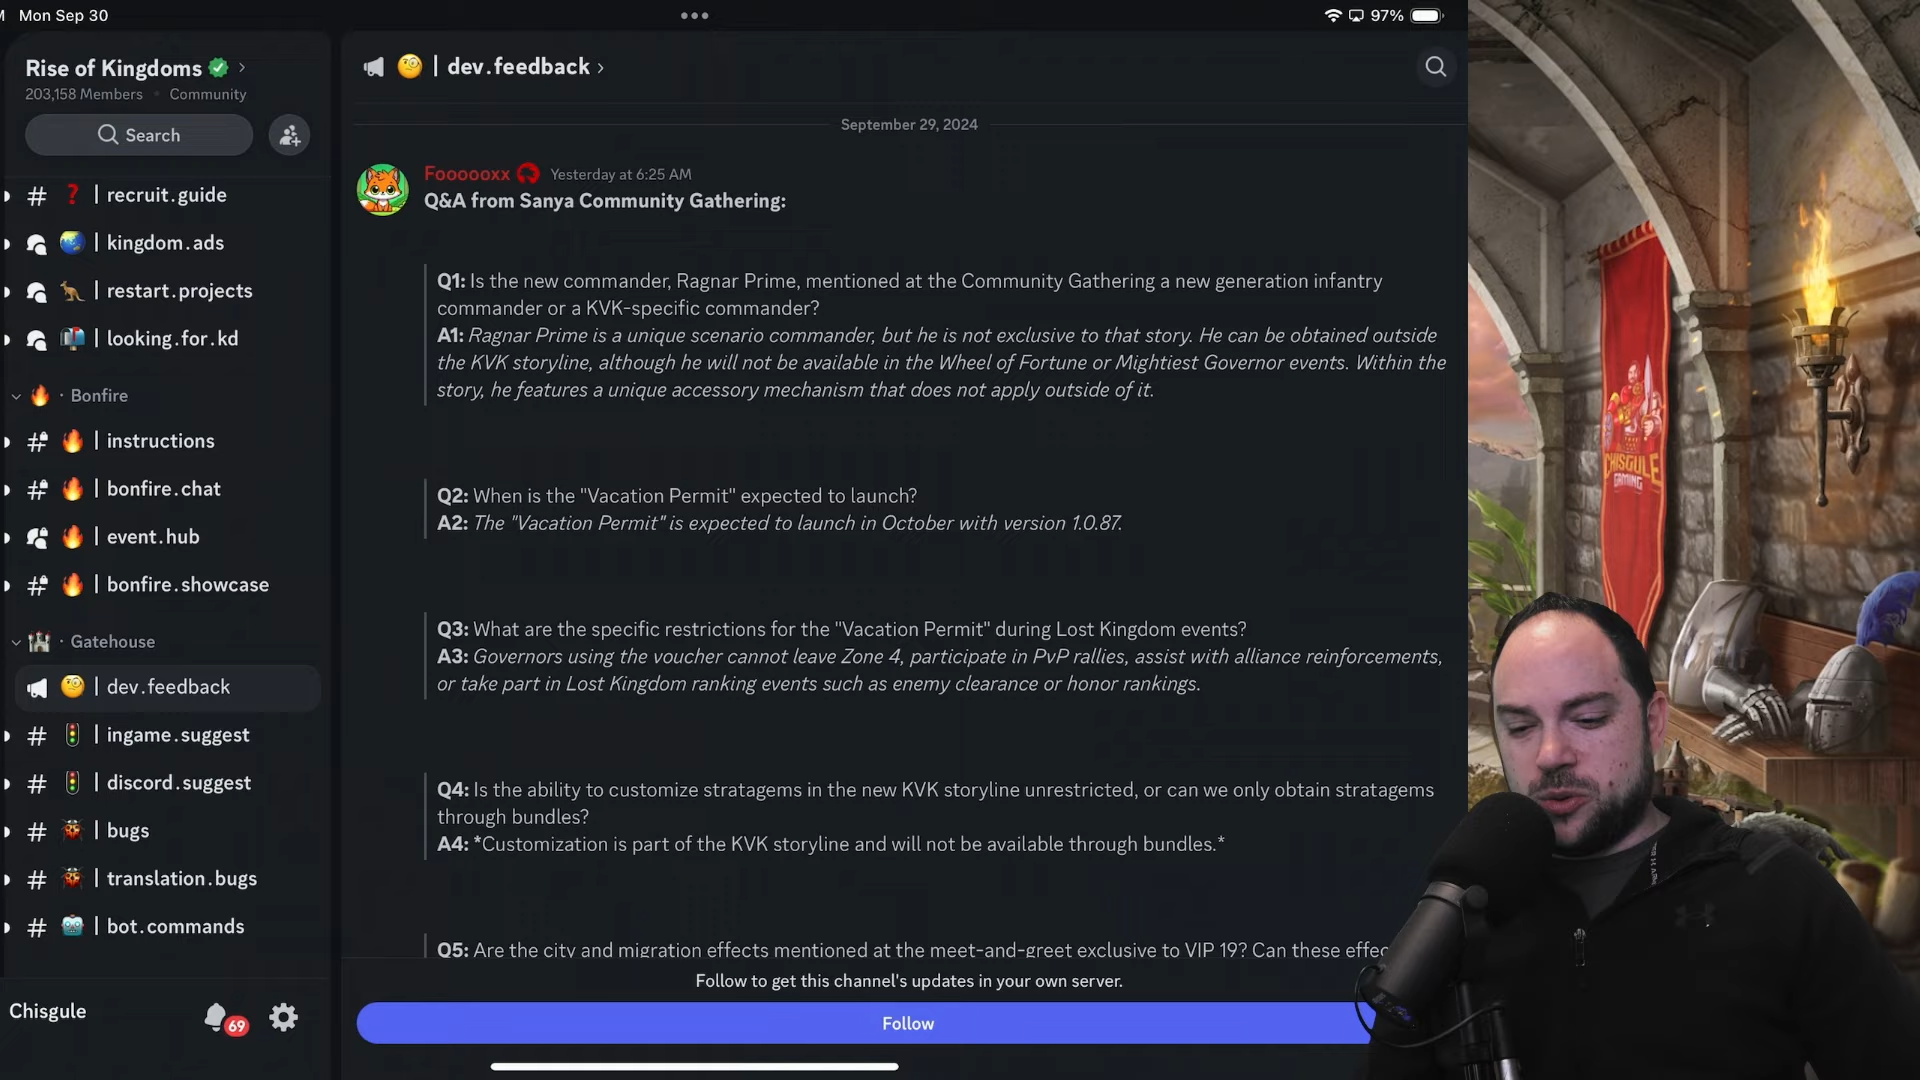 Mon Sep 30
97%
Rise of Kingdoms
203,158 Members • Community
Search
recruit.guide
kingdom.ads
restart.projects
looking.for.kd
· Bonfire
instructions
bonfire.chat
event.hub
bonfire.showcase
· Gatehouse
dev.feedback
ingame.suggest
discord.suggest
bugs
translation.bugs
bot.commands
Chisgule
69
| dev.feedback
September 29, 2024
Foooooxx Yesterday at 6:25 AM
Q&A from Sanya Community Gathering:
Q1: Is the new commander, Ragnar Prime, mentioned at the Community Gathering a new generation infantry
commander or a KVK-specific commander?
A1: Ragnar Prime is a unique scenario commander, but he is not exclusive to that story. He can be obtained outside
the KVK storyline, although he will not be available in the Wheel of Fortune or Mightiest Governor events. Within the
story, he features a unique accessory mechanism that does not apply outside of it.
Q2: When is the "Vacation Permit" expected to launch?
A2: The "Vacation Permit" is expected to launch in October with version 1.0.87.
Q3: What are the specific restrictions for the "Vacation Permit" during Lost Kingdom events?
A3: Governors using the voucher cannot leave Zone 4, participate in PvP rallies, assist with alliance reinforcements,
or take part in Lost Kingdom ranking events such as enemy clearance or honor rankings.
Q4: Is the ability to customize stratagems in the new KVK storyline unrestricted, or can we only obtain stratagems
through bundles?
A4: *Customization is part of the KVK storyline and will not be available through bundles.*
Q5: Are the city and migration effects mentioned at the meet-and-greet exclusive to VIP 19? Can these
Follow to get this channel's updates in your own server.
Follow
CHISGULE
GAMING